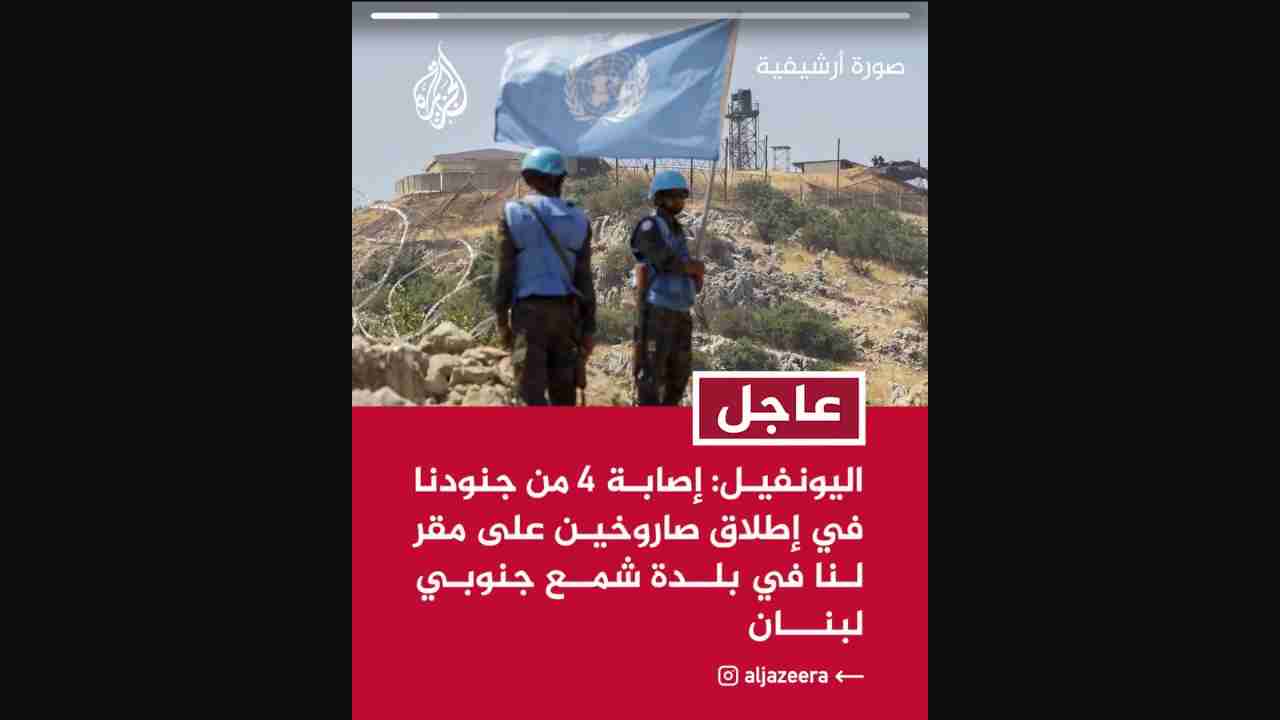 صورة أرشيفية
الجزيرة
عاجل
اليونفيل: إصابة 4 من جنودنا
في إطلاق صاروخين على مقر
لنا في بلدة شمع جنوبي
لبنان
aljazeera